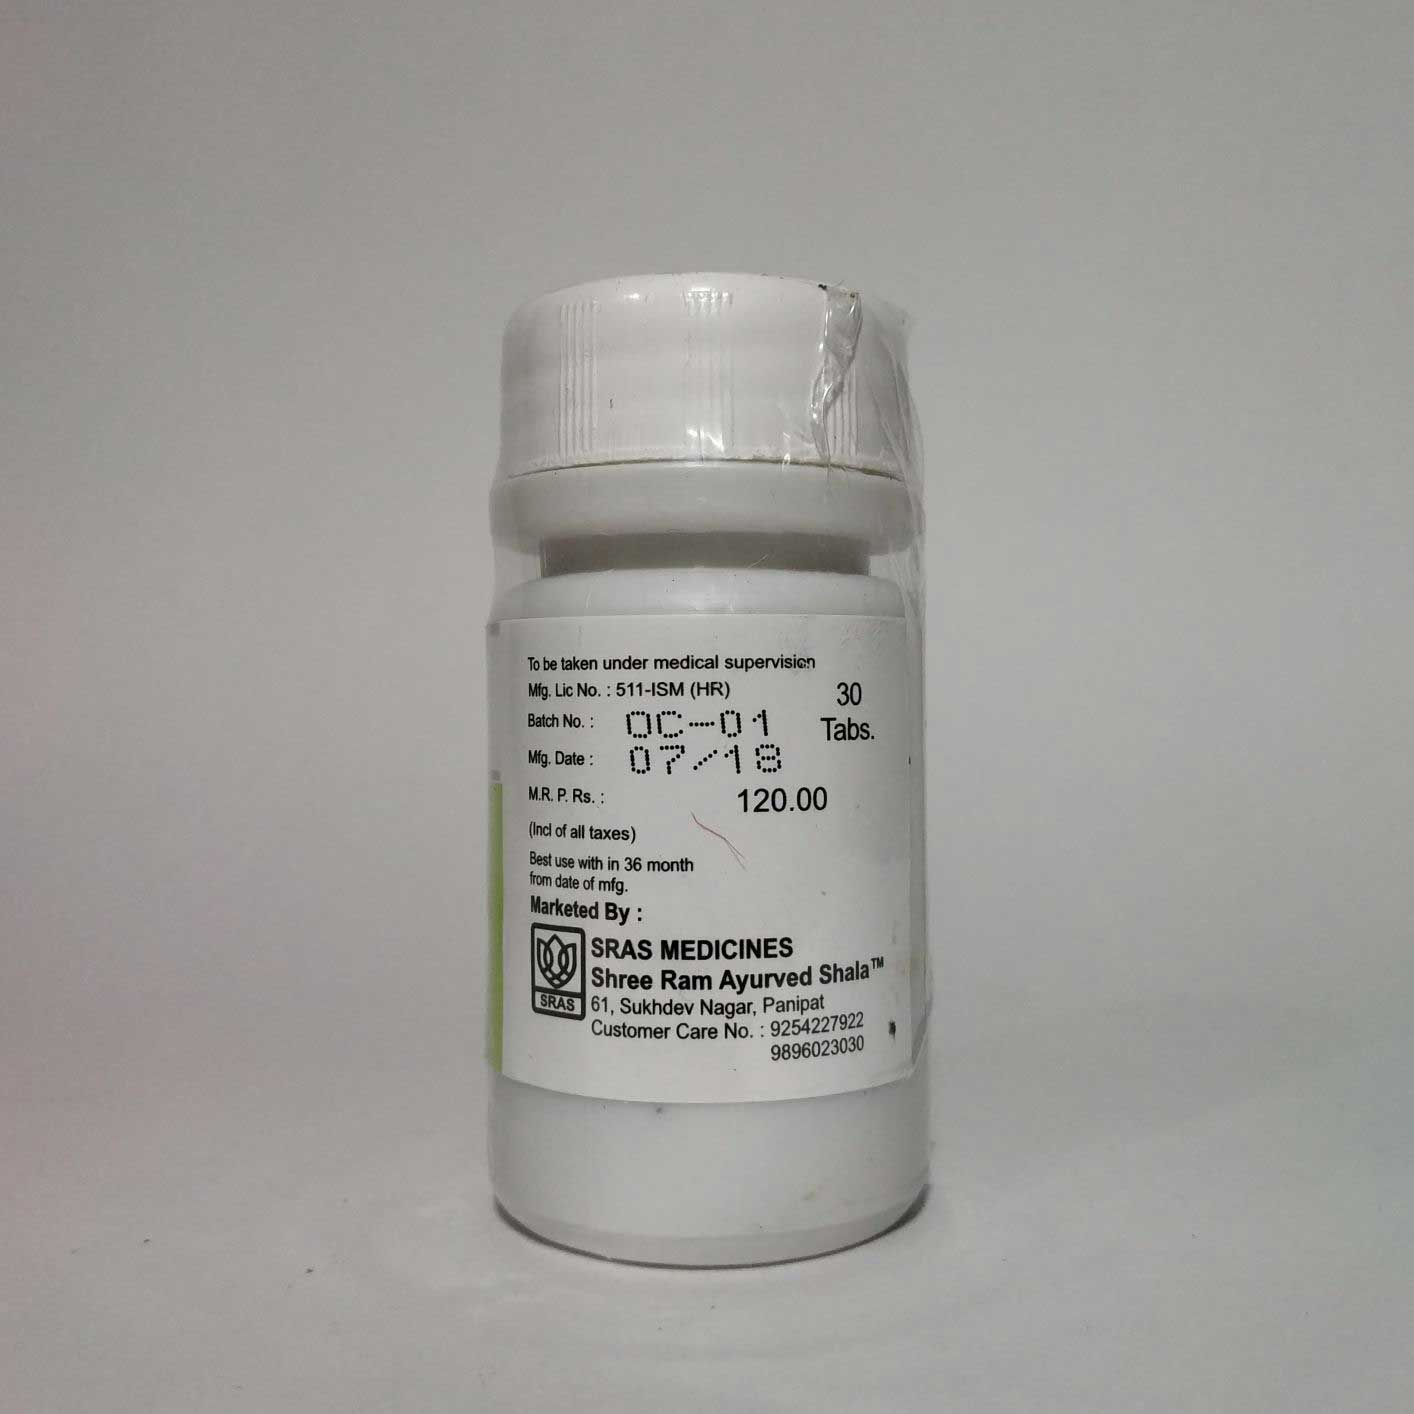 To be taken under medical supervision
Mfg. Lic No. : 511-ISM (HR)
30
Tabs.
Batch No. : OC-01
Mfg. Date : 07/18
M.R. P. Rs. : 120.00
(Incl of all taxes)
Best use with in 36 month
from date of mfg.
Marketed By :
SRAS
SRAS MEDICINES
Shree Ram Ayurved Shala™
61, Sukhdev Nagar, Panipat
Customer Care No. : 9254227922
9896023030